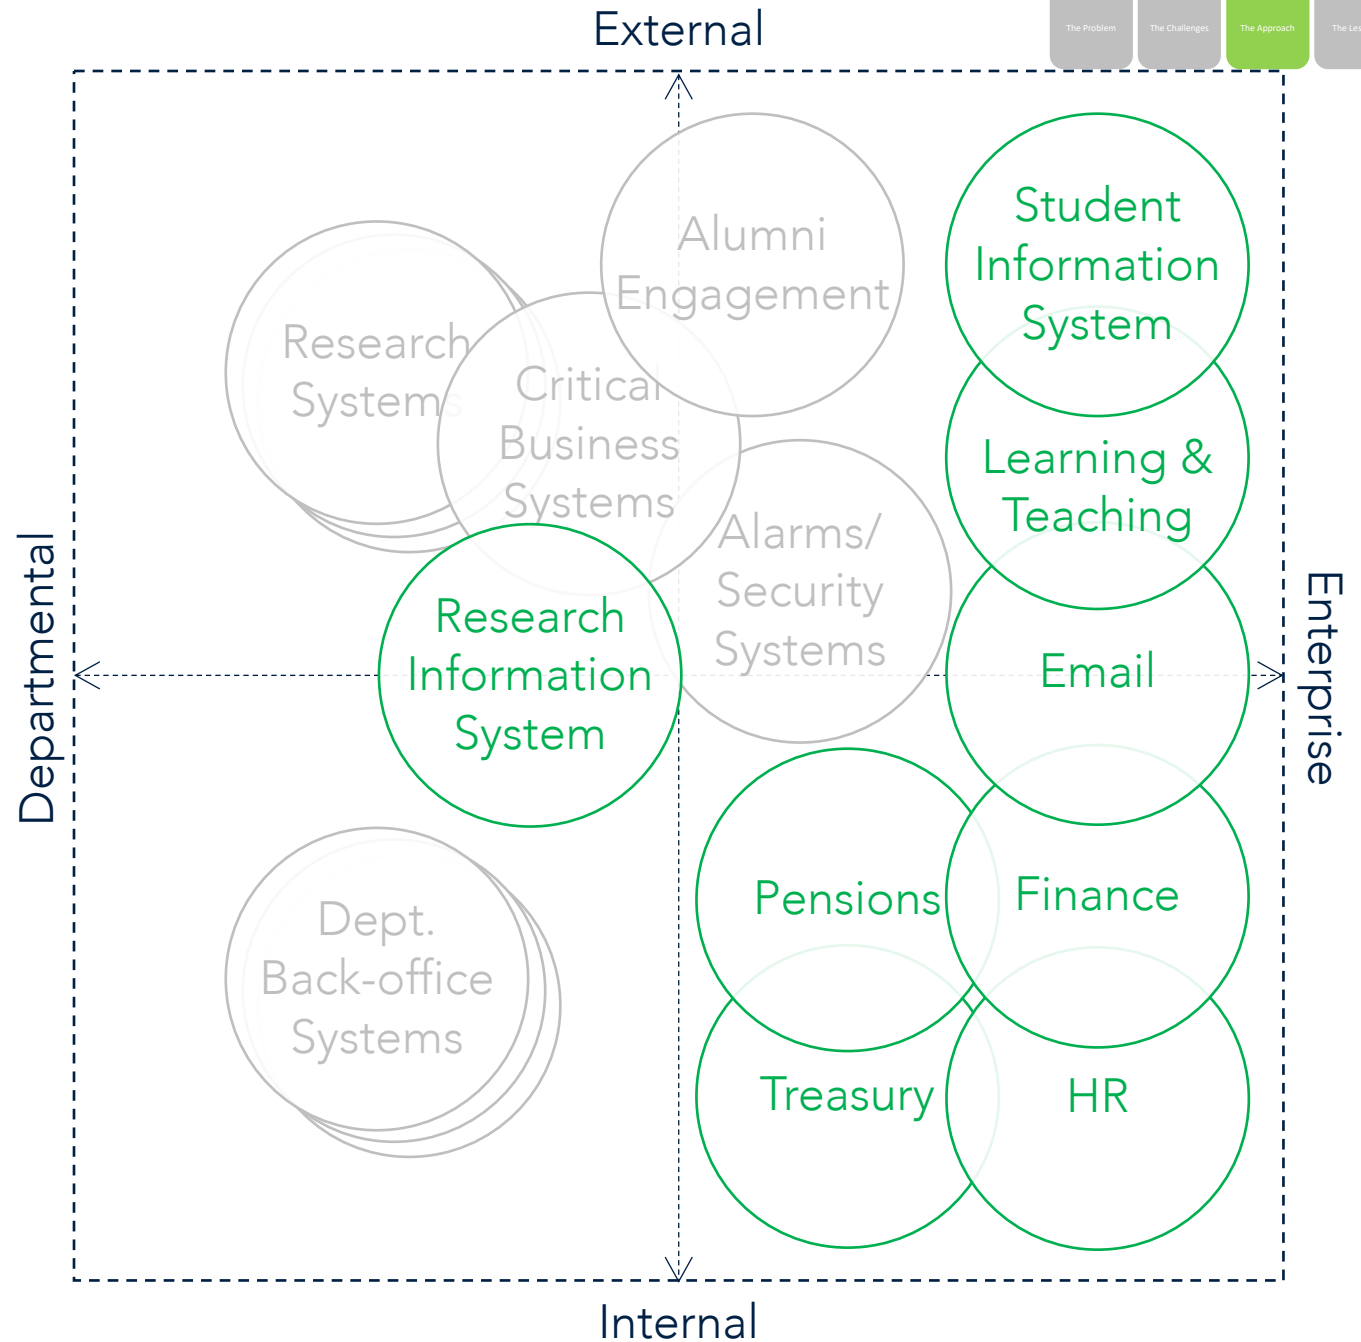 External
The Problem
The Challenges
The Approach
Student
Information
System
Alumni
Engagement
Research
Systems
Critical
Business
Systems
Learning &
Teaching
Alarms/
Security
Systems
Departmental
Enterprise
Research
Information
System
Email
Pensions
Finance
Dept.
Back-office
Systems
Treasury
HR
Internal